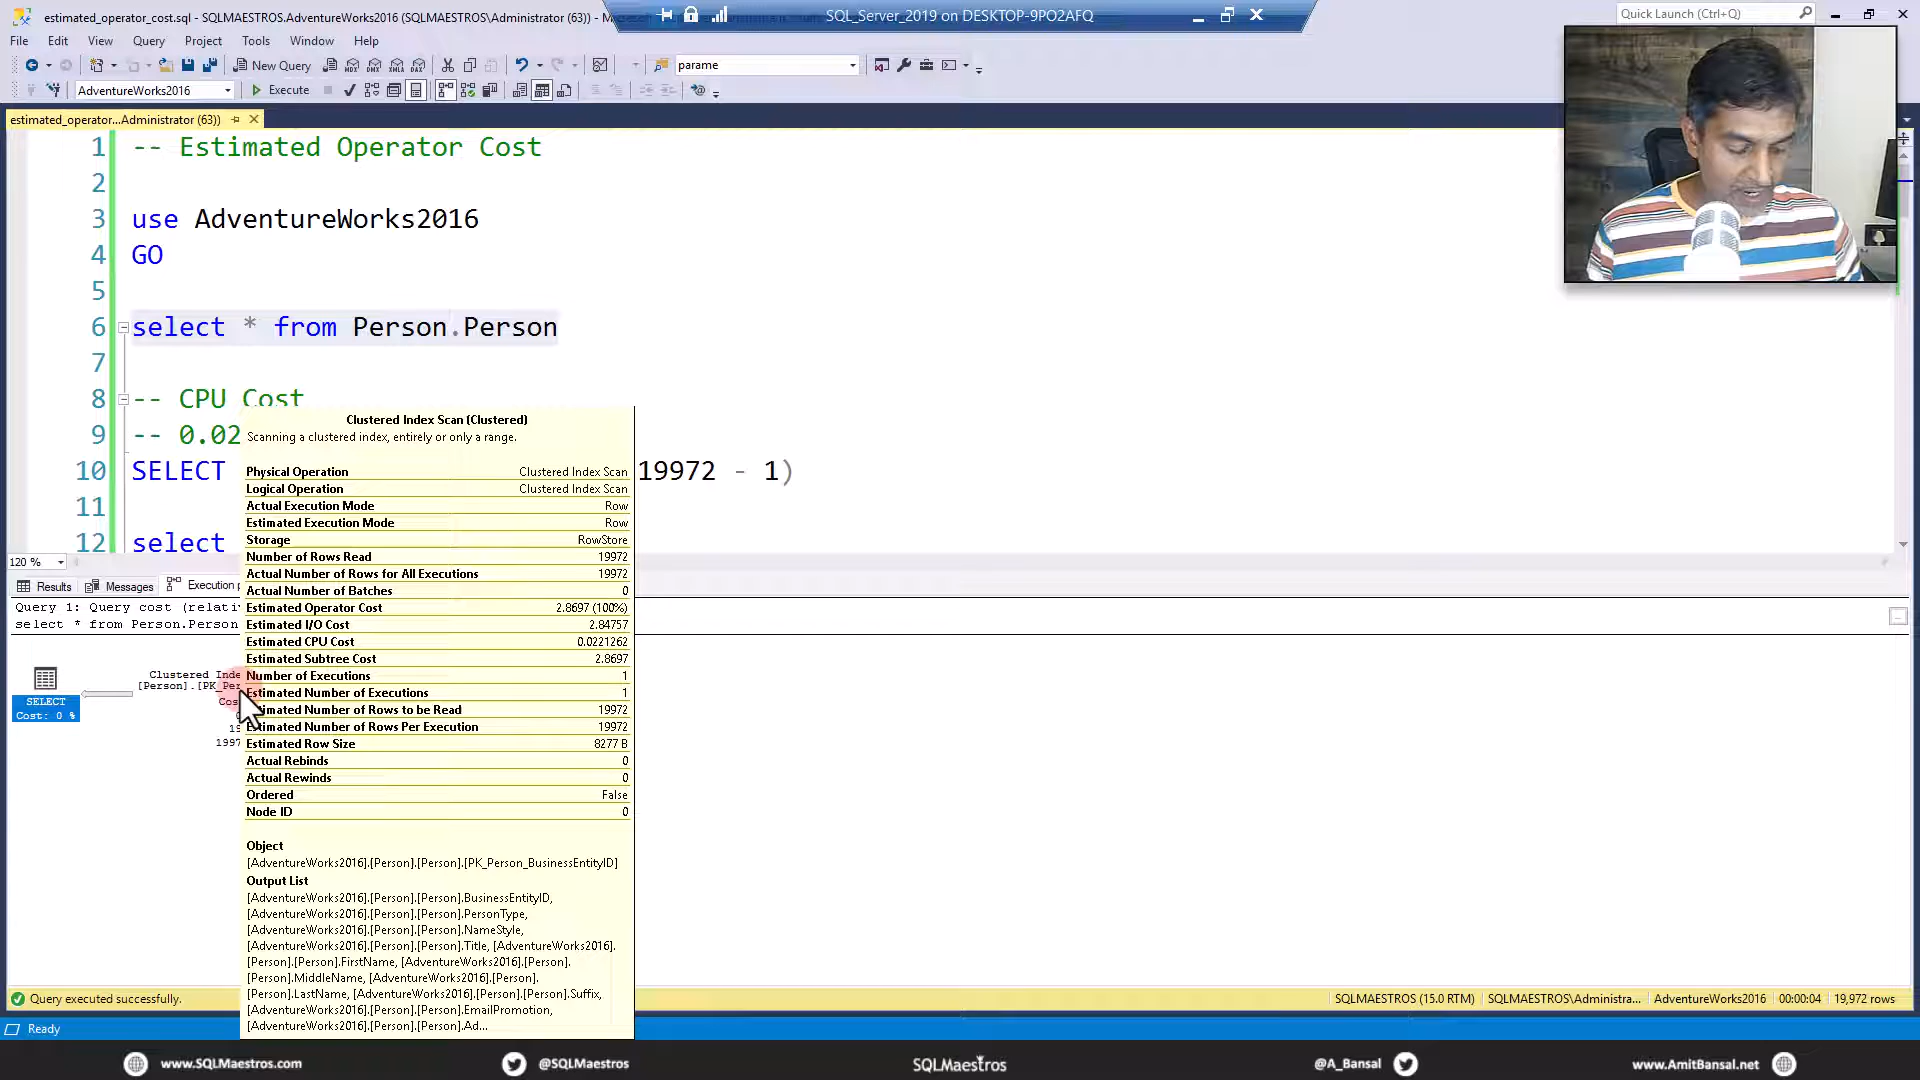 estimated_operator_cost.sql - SQLMAESTROS.AdventureWorks2016 (SQLMAESTROS\Administrator (63)) -
SQL_Server_2019 on DESKTOP-9PO2AFQ
Quick Launch (Ctrl+Q)
File Edit View Query Project Tools Window Help
New Query
parame
AdventureWorks2016
Execute
estimated_operator...Administrator (63))
1 -- Estimated Operator Cost
2
3 use AdventureWorks2016
4 GO
5
6 select * from Person.Person
7
8 -- CPU Cost
9 -- 0.02
10 SELECT 19972 - 1)
11
12 select
120 %
Results Messages Execution
Query 1: Query cost
select * from Person.Person
SELECT
Cost: 0 %
Clustered Inde
[Person].[PK_Per
Clustered Index Scan (Clustered)
Scanning a clustered index, entirely or only a range.
Physical Operation Clustered Index Scan
Logical Operation Clustered Index Scan
Actual Execution Mode Row
Estimated Execution Mode Row
Storage RowStore
Number of Rows Read 19972
Actual Number of Rows for All Executions 19972
Actual Number of Batches 0
Estimated Operator Cost 2.8697 (100%)
Estimated I/O Cost 2.84757
Estimated CPU Cost 0.0221262
Estimated Subtree Cost 2.8697
Number of Executions 1
Estimated Number of Executions 1
timated Number of Rows to be Read 19972
Estimated Number of Rows Per Execution 19972
Estimated Row Size 8277 B
Actual Rebinds 0
Actual Rewinds 0
Ordered False
Node ID 0
Object
[AdventureWorks2016].[Person].[Person].[PK_Person_BusinessEntityID]
Output List
[AdventureWorks2016].[Person].[Person].BusinessEntityID,
[AdventureWorks2016].[Person].[Person].PersonType,
[AdventureWorks2016].[Person].[Person].NameStyle,
[AdventureWorks2016].[Person].[Person].Title, [AdventureWorks2016].
[Person].[Person].FirstName, [AdventureWorks2016].[Person].
[Person].MiddleName, [AdventureWorks2016].[Person].
[Person].LastName, [AdventureWorks2016].[Person].[Person].Suffix,
[AdventureWorks2016].[Person].[Person].EmailPromotion,
[AdventureWorks2016].[Person].[Person].Ad...
Query executed successfully.
SQLMAESTROS (15.0 RTM) SQLMAESTROS\Administra... AdventureWorks2016 00:00:04 19,972 rows
Ready
www.SQLMaestros.com @SQLMaestros SQLMaestros @A_Bansal www.AmitBansal.net